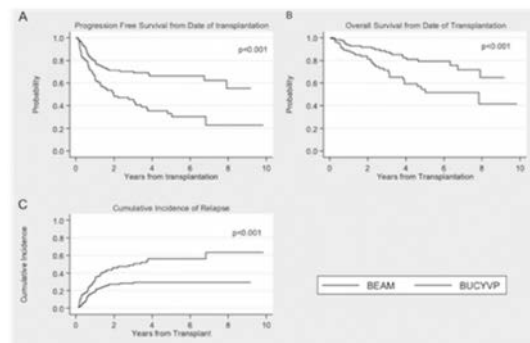 A
Progression Free Survival from Date of transplantation
p<0.001
Probability
1.0
0.8
0.6
0.4
0.2
0.0
0 2 4 6 8 10
Years from transplantation
B
Overall Survival from Date of Transplantation
p<0.001
Probability
1.0
0.8
0.6
0.4
0.2
0.0
0 2 4 6 8 10
Years from Transplantation
C
Cumulative Incidence of Relapse
p<0.001
Cumulative Incidence
1.0
0.8
0.6
0.4
0.2
0.0
0 2 4 6 8 10
Years from Transplant
BEAM BUCYVP